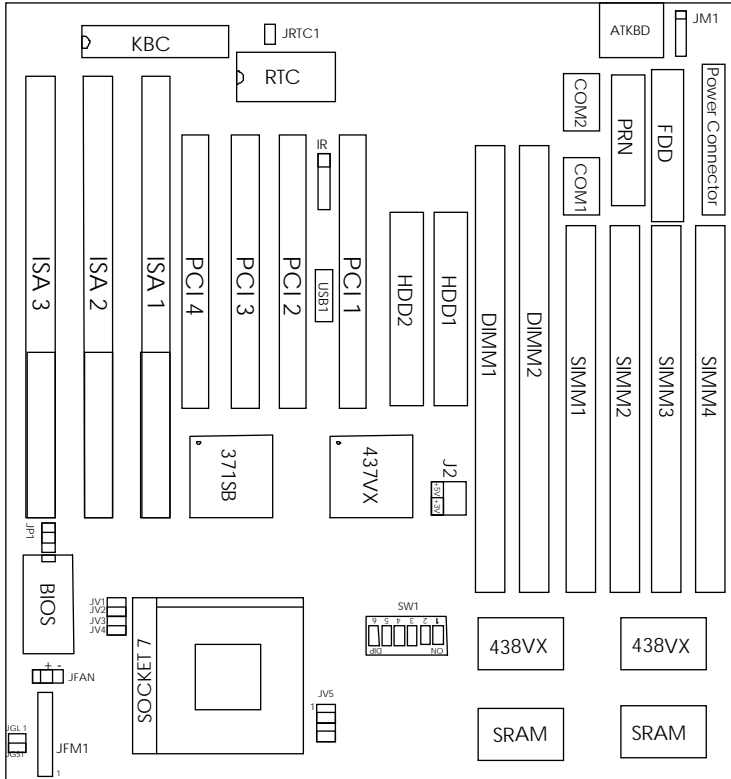 KBC
JRTC1
RTC
ATKBD
JM1
COM2
COM1
PRN
FDD
Power Connector
IR
ISA 3
ISA 2
ISA 1
PCI 4
PCI 3
PCI 2
USB1
PCI 1
HDD2
HDD1
DIMM1
DIMM2
SIMM1
SIMM2
SIMM3
SIMM4
371SB
437VX
J2
+5V
+3V
JP1
BIOS
JV1
JV2
JV3
JV4
SOCKET 7
SW1
6 5 4 3 2 1
DIP
ON
438VX
438VX
+ -
JFAN
JV5
1
SRAM
SRAM
JGL1
JGS1
JFM1
1